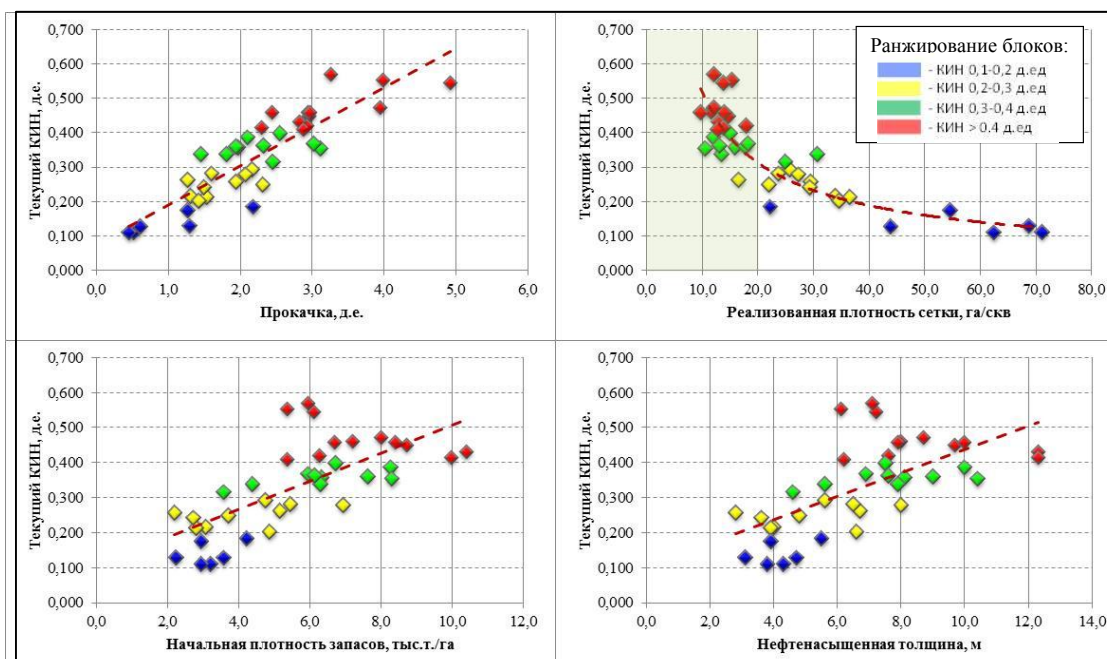 Текущий КИН, д.е.
0,700
0,600
0,500
0,400
0,300
0,200
0,100
0,000
0,0 1,0 2,0 3,0 4,0 5,0 6,0
Прокачка, д.е.
Текущий КИН, д.е.
0,700
0,600
0,500
0,400
0,300
0,200
0,100
0,000
0,0 10,0 20,0 30,0 40,0 50,0 60,0 70,0 80,0
Реализованная плотность сетки, га/скв
Ранжирование блоков:
- КИН 0,1-0,2 д.ед
- КИН 0,2-0,3 д.ед
- КИН 0,3-0,4 д.ед
- КИН > 0.4 д.ед
Текущий КИН, д.е.
0,700
0,600
0,500
0,400
0,300
0,200
0,100
0,000
0,0 2,0 4,0 6,0 8,0 10,0 12,0
Начальная плотность запасов, тыс.т./га
Текущий КИН, д.е.
0,700
0,600
0,500
0,400
0,300
0,200
0,100
0,000
0,0 2,0 4,0 6,0 8,0 10,0 12,0 14,0
Нефтенасыщенная толщина, м